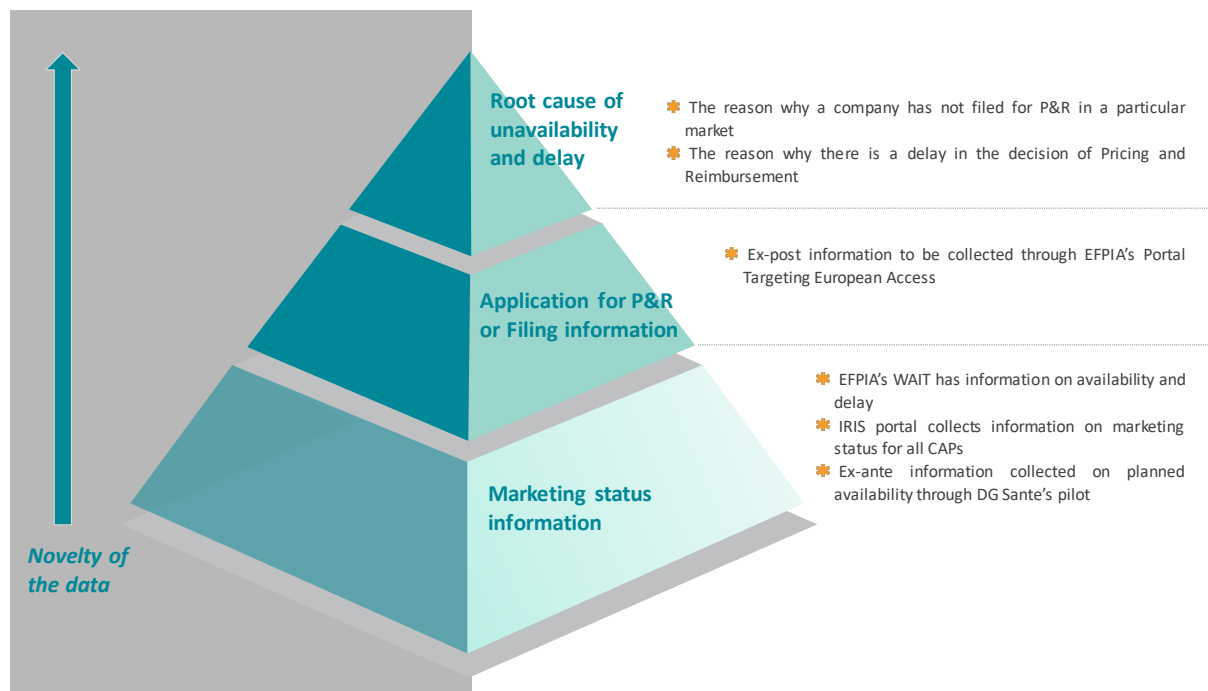 Root cause of
unavailability
and delay
The reason why a company has not filed for P&R in a particular
market
The reason why there is a delay in the decision of Pricing and
Reimbursement
Application for P&R
or Filing information
Ex-post information to be collected through EFPIA’s Portal
Targeting European Access
Marketing status
information
EFPIA’s WAIT has information on availability and
delay
IRIS portal collects information on marketing
status for all CAPs
Ex-ante information collected on planned
availability through DG Sante’s pilot
Novelty of
the data